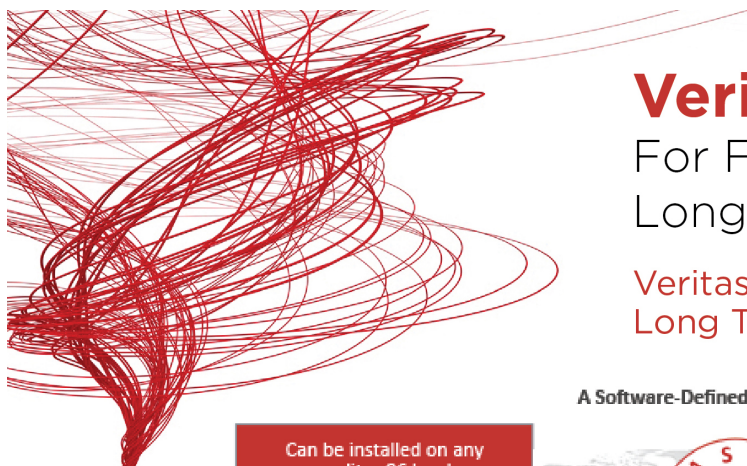 Veri
For F
Long
Veritas
Long T
A Software-Defined
Can be installed on any
S